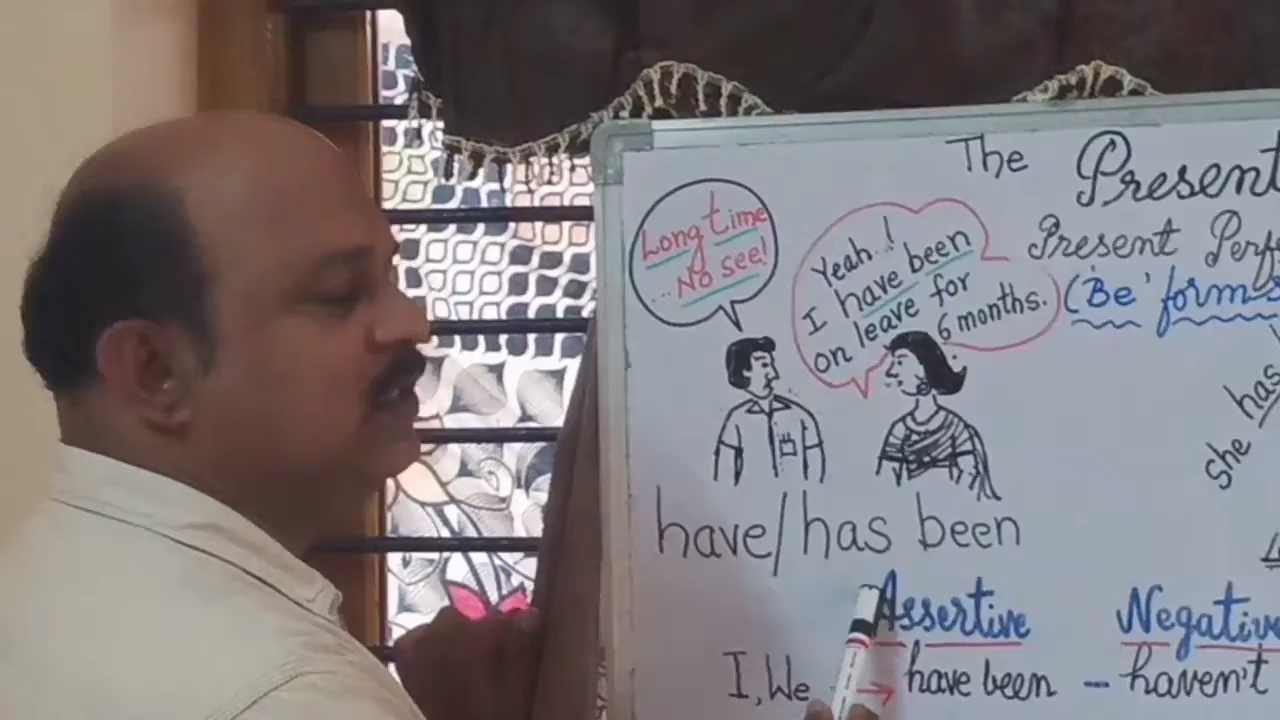 The Present
Present Perf
('Be' forms
Long time
...No see!
Yeah..!
I have been
on leave for
6 months.
she has
have/has been
Assertive Negative
I, We → have been - haven't